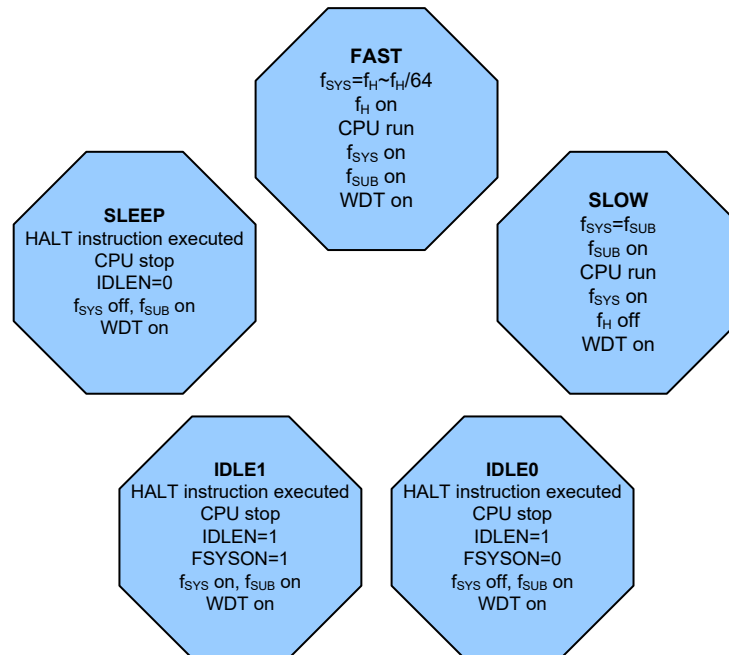 FAST
fSYS=fH~fH/64
fH on
CPU run
fSYS on
fSUB on
WDT on
SLEEP
HALT instruction executed
CPU stop
IDLEN=0
fSYS off, fSUB on
WDT on
SLOW
fSYS=fSUB
fSUB on
CPU run
fSYS on
fH off
WDT on
IDLE1
HALT instruction executed
CPU stop
IDLEN=1
FSYSON=1
fSYS on, fSUB on
WDT on
IDLE0
HALT instruction executed
CPU stop
IDLEN=1
FSYSON=0
fSYS off, fSUB on
WDT on